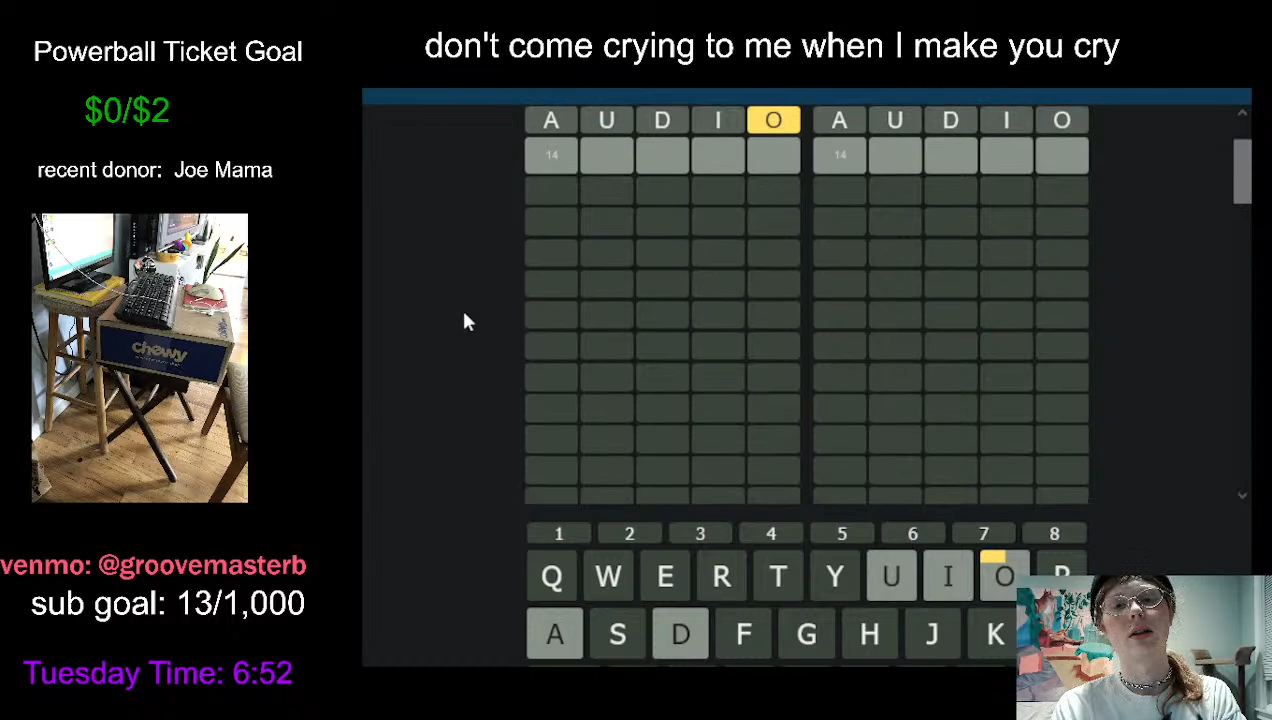 Powerball Ticket Goal
$0/$2
recent donor: Joe Mama
chewy
venmo: @groovemasterb
sub goal: 13/1,000
Tuesday Time: 6:52
don't come crying to me when I make you cry
A U D I O A U D I O
14 14
1 2 3 4 5 6 7 8
Q W E R T Y U I O P
A S D F G H J K